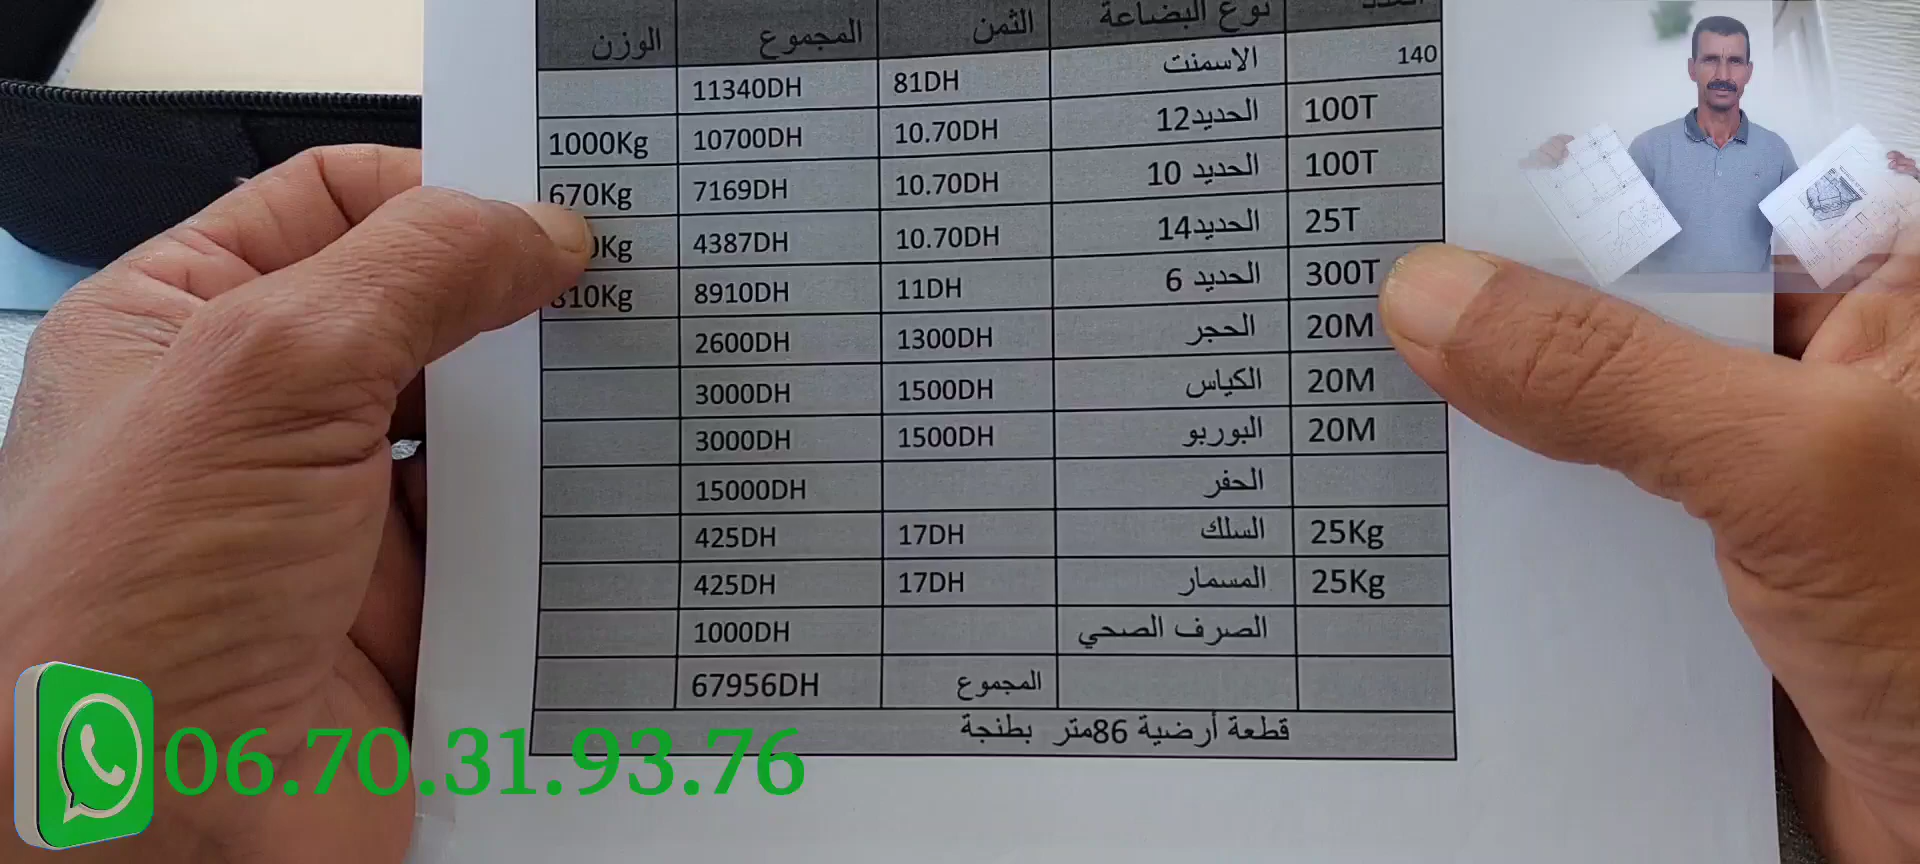 نوع البضاعة الثمن المجموع الوزن
140 الاسمنت 81DH 11340DH
100T الحديد12 10.70DH 10700DH 1000Kg
100T الحديد 10 10.70DH 7169DH 670Kg
25T الحديد14 10.70DH 4387DH
300T الحديد 6 11DH 8910DH 810Kg
20M الحجر 1300DH 2600DH
20M الكياس 1500DH 3000DH
20M البوربو 1500DH 3000DH
الحفر 15000DH
25Kg السلك 17DH 425DH
25Kg المسمار 17DH 425DH
الصرف الصحي 1000DH
المجموع 67956DH
قطعة أرضية 86متر بطنجة
06.70.31.93.76